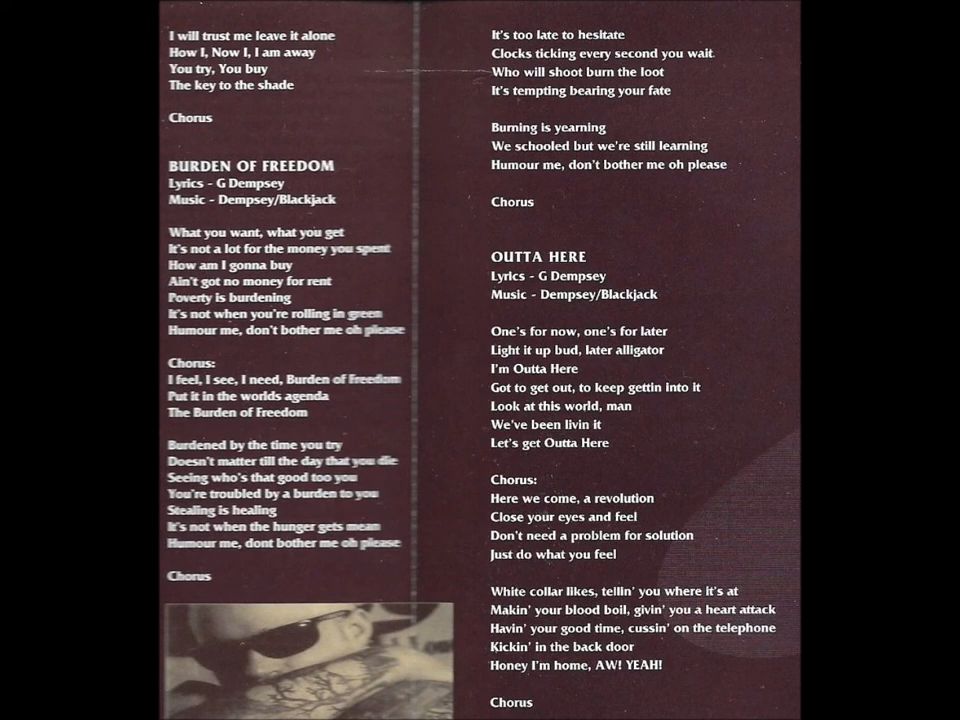 I will trust me leave it alone
How I, Now I, I am away
You try, You buy
The key to the shade
Chorus
BURDEN OF FREEDOM
Lyrics - G Dempsey
Music - Dempsey/Blackjack
What you want, what you get
It's not a lot for the money you spent
How am I gonna buy
Ain't got no money for rent
Poverty is burdening
It's not when you're rolling in green
Humour me, don't bother me oh please
Chorus:
I feel, I see, I need, Burden of Freedom
Put it in the worlds agenda
The Burden of Freedom
Burdened by the time you try
Doesn't matter till the day that you die
Seeing who's that good too you
You're troubled by a burden to you
Stealing is healing
It's not when the hunger gets mean
Humour me, dont bother me oh please
Chorus
It's too late to hesitate
Clocks ticking every second you wait.
Who will shoot burn the loot
It's tempting bearing your fate
Burning is yearning
We schooled but we're still learning
Humour me, don't bother me oh please
Chorus
OUTTA HERE
Lyrics - G Dempsey
Music - Dempsey/Blackjack
One's for now, one's for later
Light it up bud, later alligator
I'm Outta Here
Got to get out, to keep gettin into it
Look at this world, man
We've been livin it
Let's get Outta Here
Chorus:
Here we come, a revolution
Close your eyes and feel
Don't need a problem for solution
Just do what you feel
White collar likes, tellin' you where it's at
Makin' your blood boil, givin' you a heart attack
Havin' your good time, cussin' on the telephone
Kickin' in the back door
Honey I'm home, AW! YEAH!
Chorus